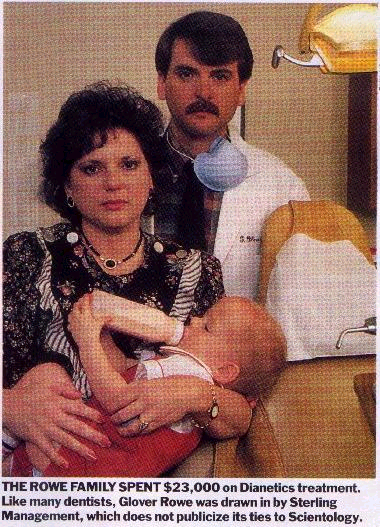 THE ROWE FAMILY SPENT $23,000 on Dianetics treatment.
Like many dentists, Glover Rowe was drawn in by Sterling
Management, which does not publicize its ties to Scientology.